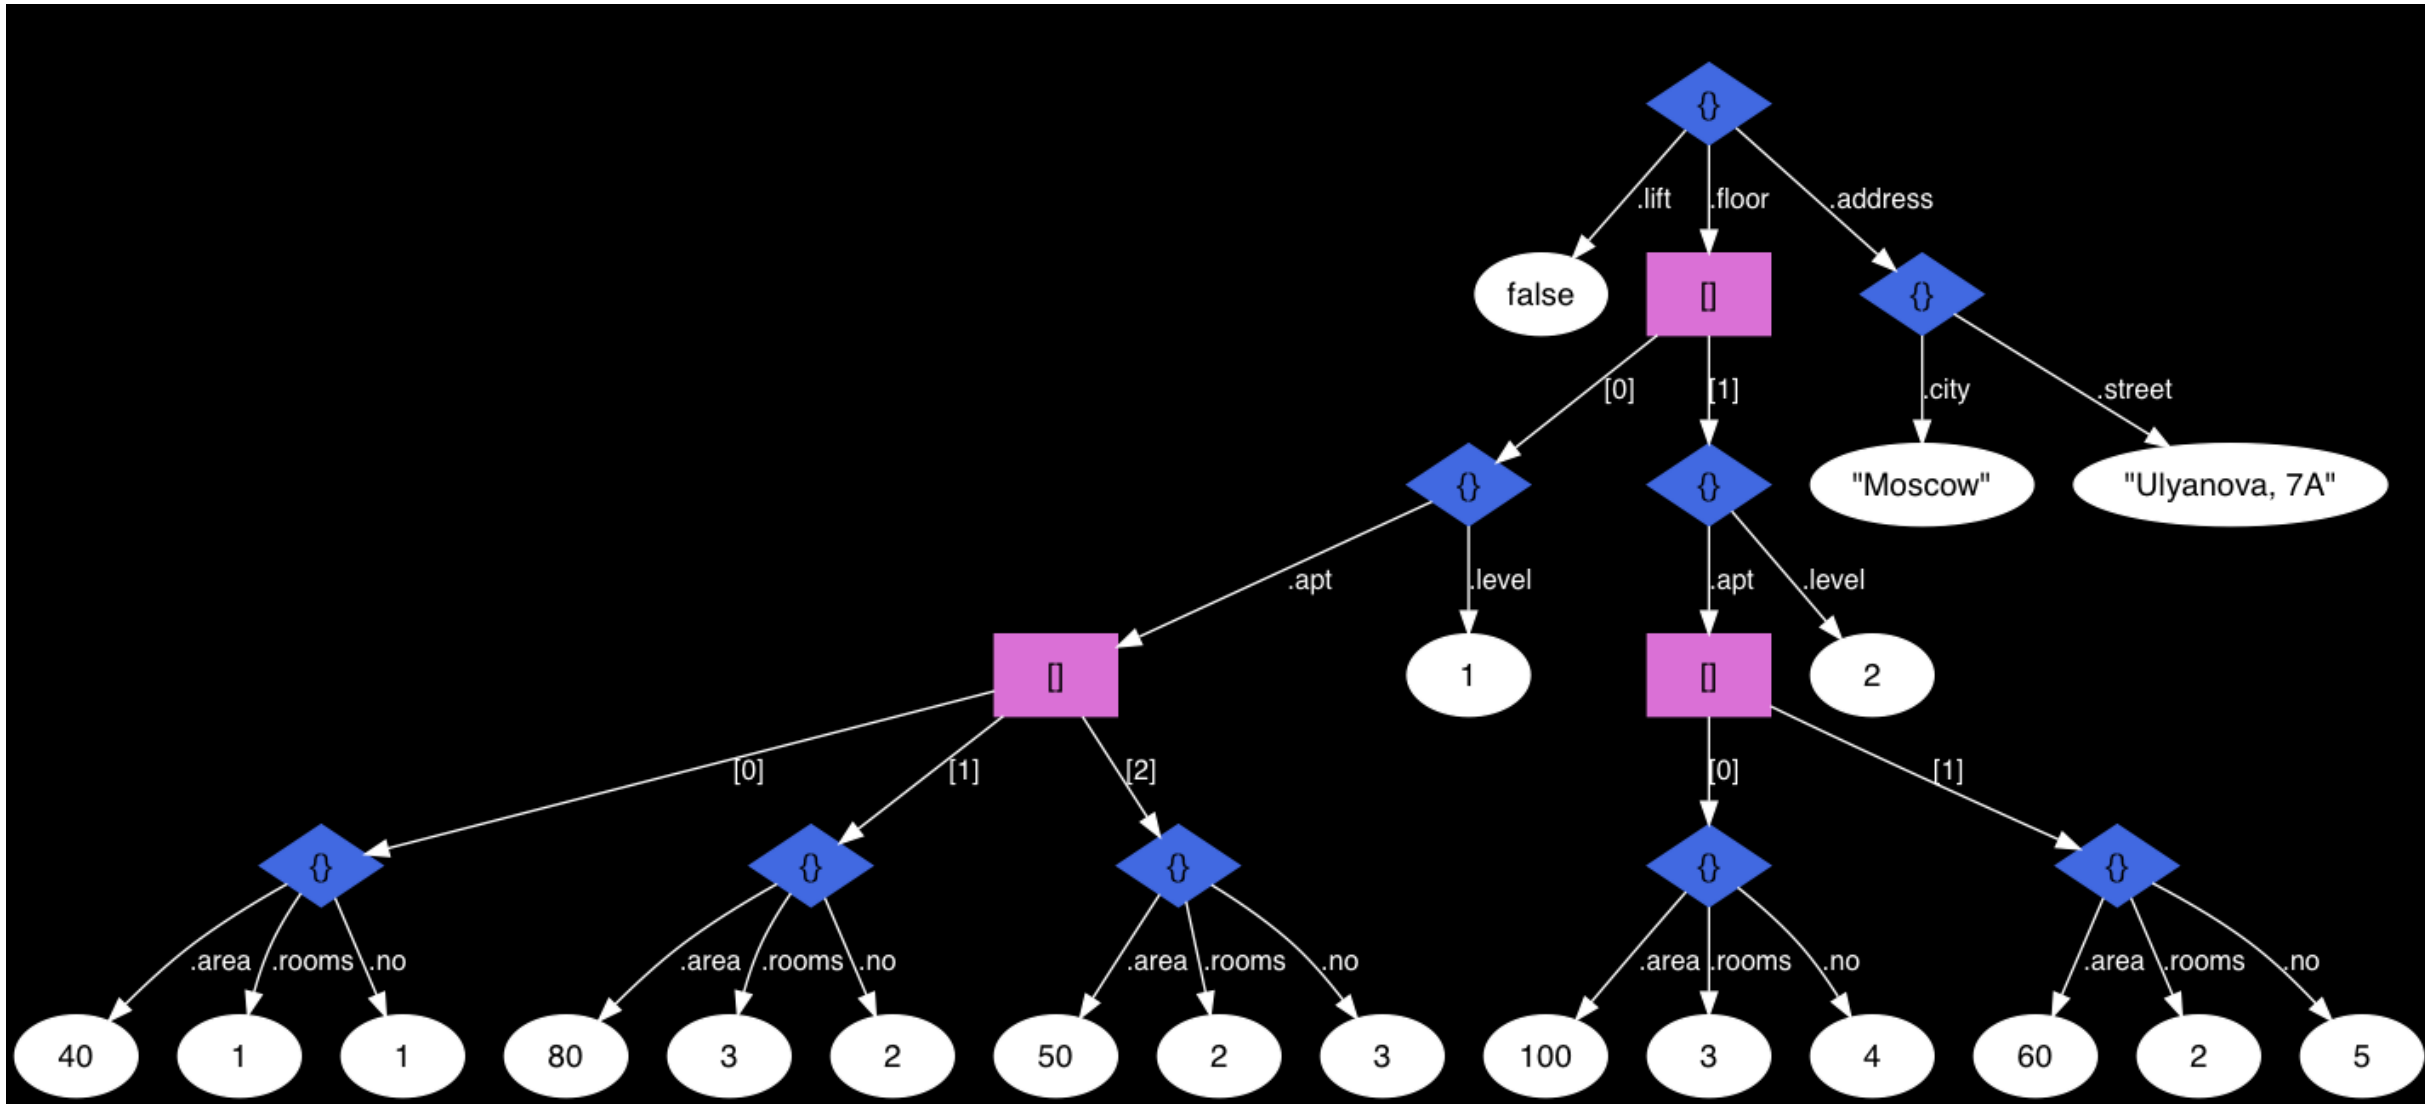 {}
.lift .floor .address
false [] {}
[0] [1] .city .street
{} {} "Moscow" "Ulyanova, 7A"
.apt .level .apt .level
[] 1 [] 2
[0] [1] [2] [0] [1]
{} {} {} {} {}
.area .rooms .no .area .rooms .no .area .rooms .no .area .rooms .no .area .rooms .no
40 1 1 80 3 2 50 2 3 100 3 4 60 2 5